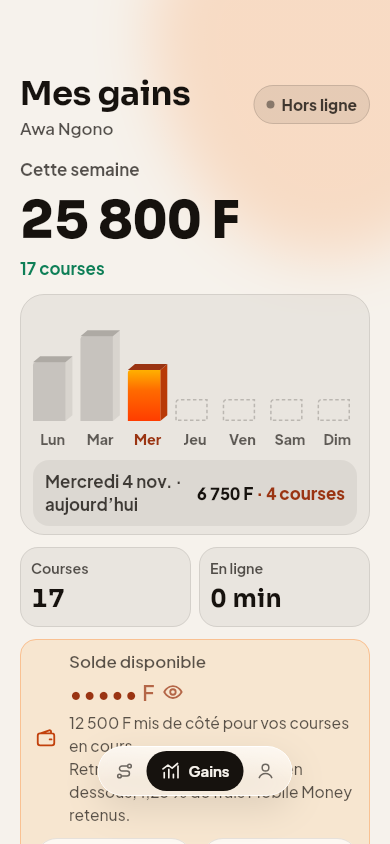 Mes gains
Hors ligne
Awa Ngono
Cette semaine
25 800 F
17 courses
Lun Mar Mer Jeu Ven Sam Dim
Mercredi 4 nov. ·
aujourd’hui
6 750 F · 4 courses
Courses
17
En ligne
0 min
Solde disponible
••••• F
12 500 F mis de côté pour vos courses
en cours
en
Gains
Mobile Money
retenus.